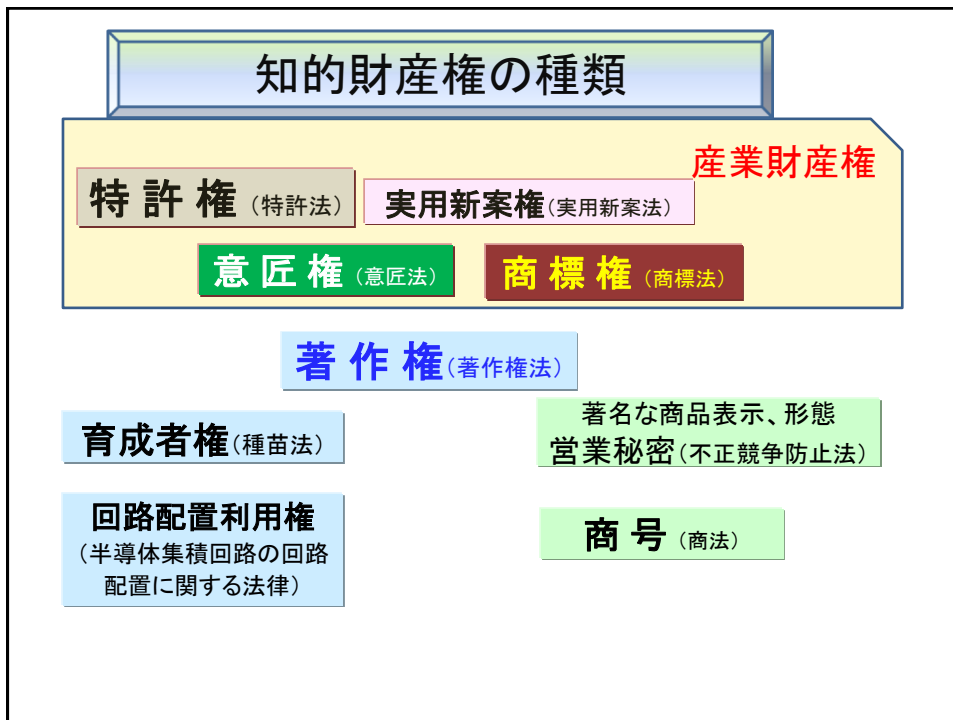 知的財産権の種類
産業財産権
特許権（特許法）
実用新案権（実用新案法）
意匠権（意匠法）
商標権（商標法）
著作権（著作権法）
育成者権（種苗法）
著名な商品表示、形態
営業秘密（不正競争防止法）
回路配置利用権
（半導体集積回路の回路
配置に関する法律）
商号（商法）